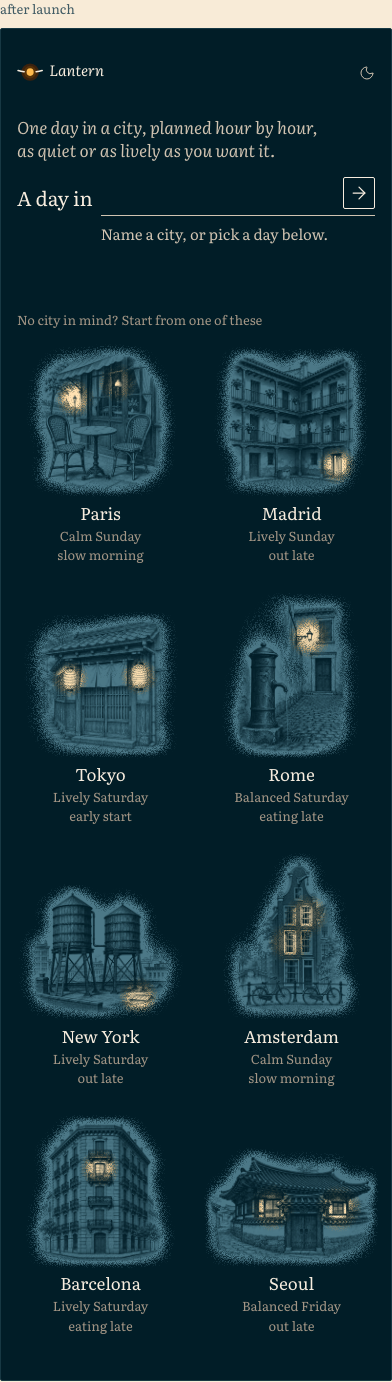 after launch
Lantern
One day in a city, planned hour by hour,
as quiet or as lively as you want it.
A day in
Name a city, or pick a day below.
No city in mind? Start from one of these
Paris
Calm Sunday
slow morning
Madrid
Lively Sunday
out late
Tokyo
Lively Saturday
early start
Rome
Balanced Saturday
eating late
New York
Lively Saturday
out late
Amsterdam
Calm Sunday
slow morning
Barcelona
Lively Saturday
eating late
Seoul
Balanced Friday
out late